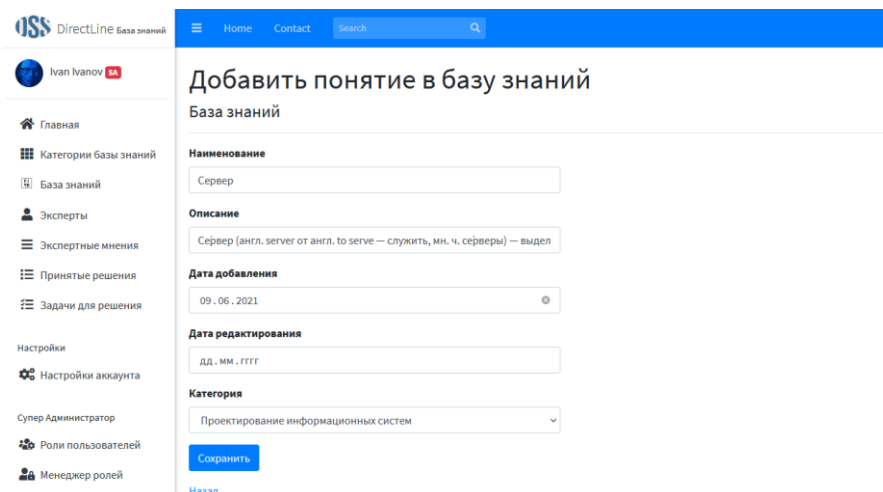 OSS DirectLine База знаний
Home Contact Search
Ivan Ivanov SA
Главная
Категории базы знаний
База знаний
Эксперты
Экспертные мнения
Принятые решения
Задачи для решения
Настройки
Настройки аккаунта
Супер Администратор
Роли пользователей
Менеджер ролей
Добавить понятие в базу знаний
База знаний
Наименование
Сервер
Описание
Се́рвер (англ. server от англ. to serve — служить, мн. ч. се́рверы) — выдел
Дата добавления
09.06.2021
Дата редактирования
дд.мм.гггг
Категория
Проектирование информационных систем
Сохранить
Назад